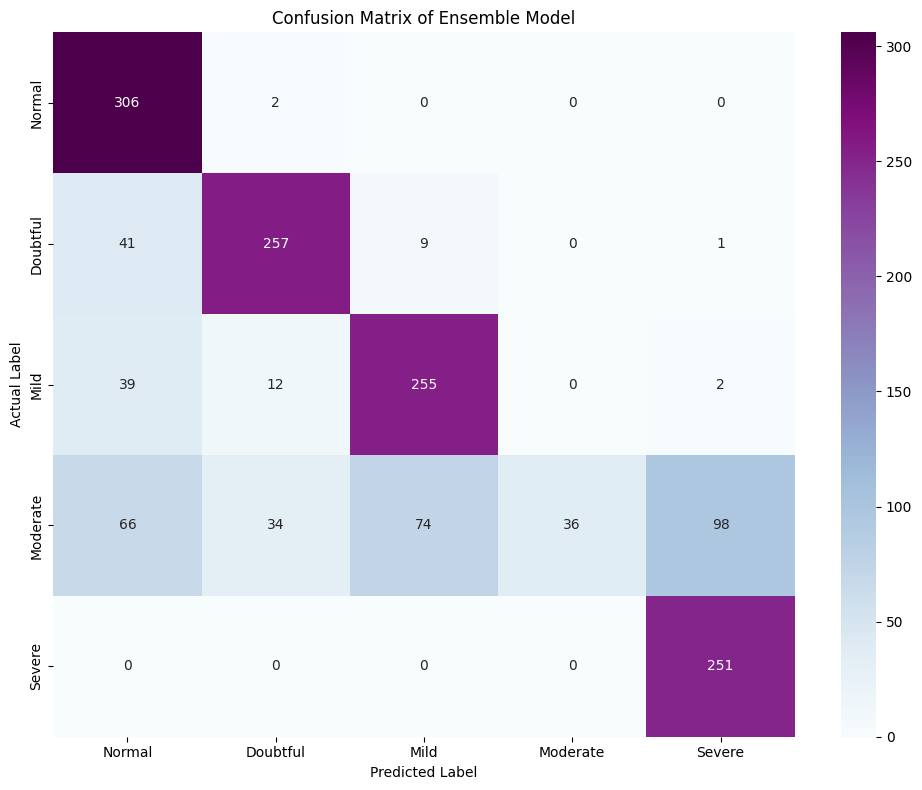 Confusion Matrix of Ensemble Model
Actual Label
Normal
306 2 0 0 0
Doubtful
41 257 9 0 1
Mild
39 12 255 0 2
Moderate
66 34 74 36 98
Severe
0 0 0 0 251
Normal Doubtful Mild Moderate Severe
Predicted Label
300
250
200
150
100
50
0